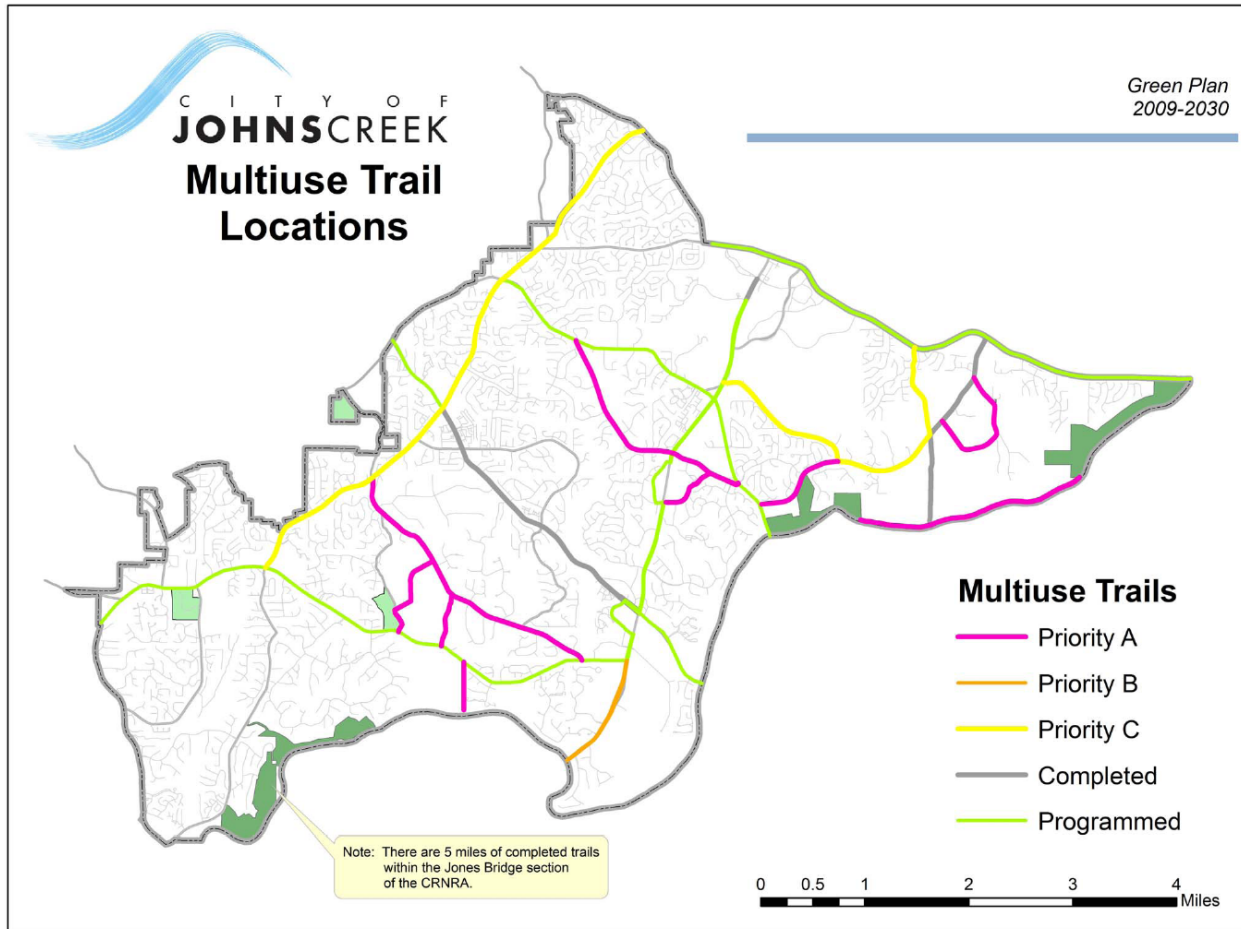 CITY OF
JOHNSCREEK
Multiuse Trail
Locations
Green Plan
2009-2030
Multiuse Trails
Priority A
Priority B
Priority C
Completed
Programmed
Note: There are 5 miles of completed trails
within the Jones Bridge section
of the CRNRA.
0 0.5 1 2 3 4
Miles